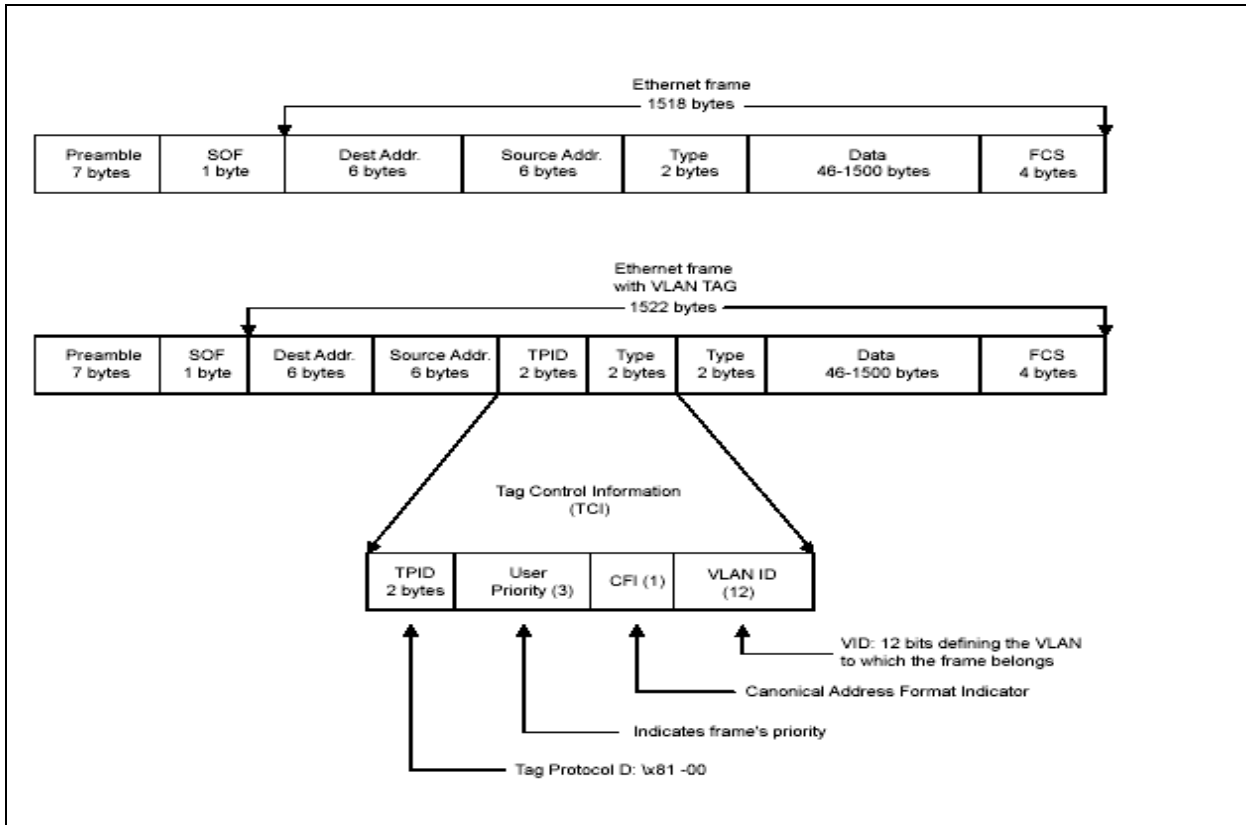 Ethernet frame
1518 bytes
Preamble
7 bytes
SOF
1 byte
Dest Addr.
6 bytes
Source Addr.
6 bytes
Type
2 bytes
Data
46-1500 bytes
FCS
4 bytes
Ethernet frame
with VLAN TAG
1522 bytes
Preamble
7 bytes
SOF
1 byte
Dest Addr.
6 bytes
Source Addr.
6 bytes
TPID
2 bytes
Type
2 bytes
Type
2 bytes
Data
46-1500 bytes
FCS
4 bytes
Tag Control Information
(TCI)
TPID
2 bytes
User
Priority (3)
CFI (1)
VLAN ID
(12)
VID: 12 bits defining the VLAN
to which the frame belongs
Canonical Address Format Indicator
Indicates frame's priority
Tag Protocol D: \x81 -00